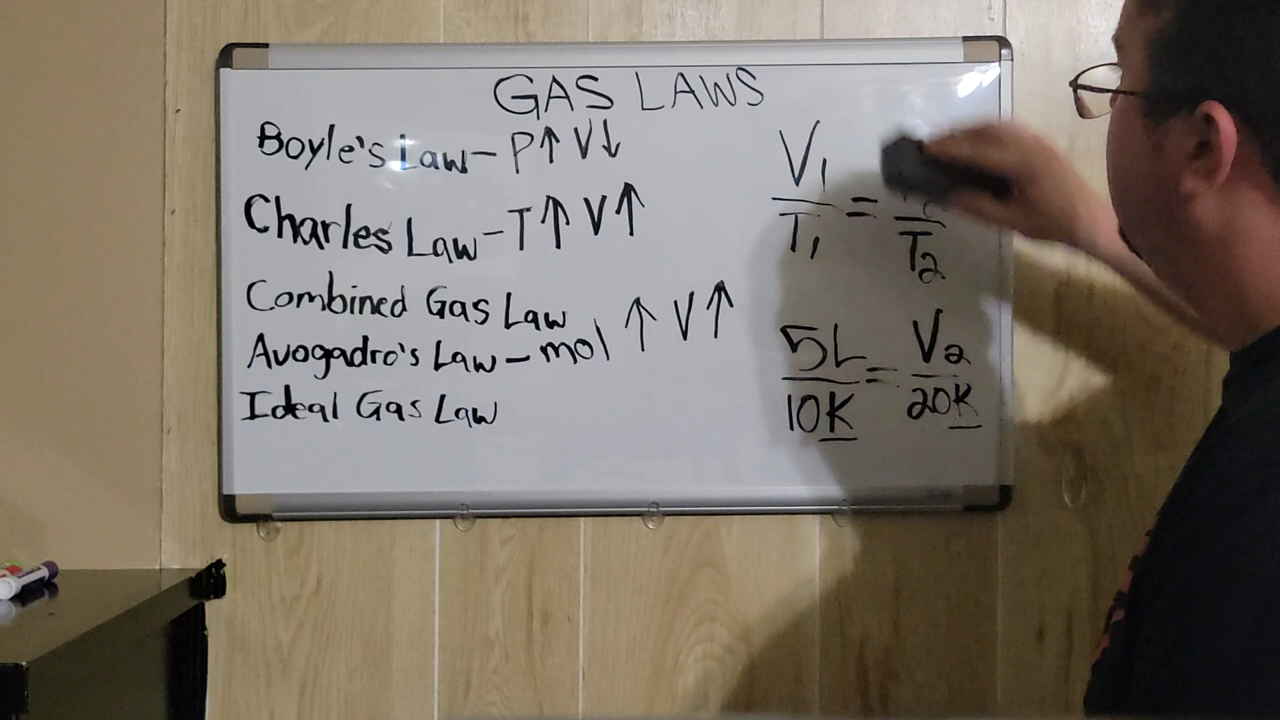 GAS LAWS
Boyle's Law - P↑ V↓
Charles Law - T↑ V↑
Combined Gas Law
Avogadro's Law - mol ↑ V↑
Ideal Gas Law
V₁
T₁ = T₂
5L = V₂
10K 20K